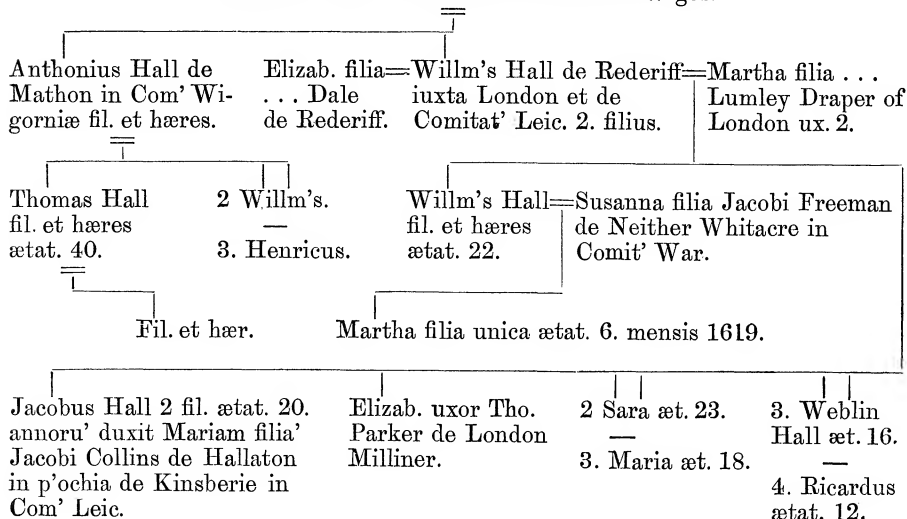 Anthonius Hall de
Mathon in Com' Wi-
gorniæ fil. et hæres.
Elizab. filia=Willm's Hall de Rederiff=Martha filia . . .
. . . Dale
de Rederiff.
iuxta London et de
Comitat' Leic. 2. filius.
Lumley Draper of
London ux. 2.
Thomas Hall
fil. et hæres
ætat. 40.
2 Willm's.
—
3. Henricus.
Willm's Hall=Susanna filia Jacobi Freeman
fil. et hæres
ætat. 22.
de Neither Whitacre in
Comit' War.
Fil. et hær.
Martha filia unica ætat. 6. mensis 1619.
Jacobus Hall 2 fil. ætat. 20.
annoru' duxit Mariam filia'
Jacobi Collins de Hallaton
in p'ochia de Kinsberie in
Com' Leic.
Elizab. uxor Tho.
Parker de London
Milliner.
2 Sara æt. 23.
—
3. Maria æt. 18.
3. Weblin
Hall æt. 16.
—
4. Ricardus
ætat. 12.